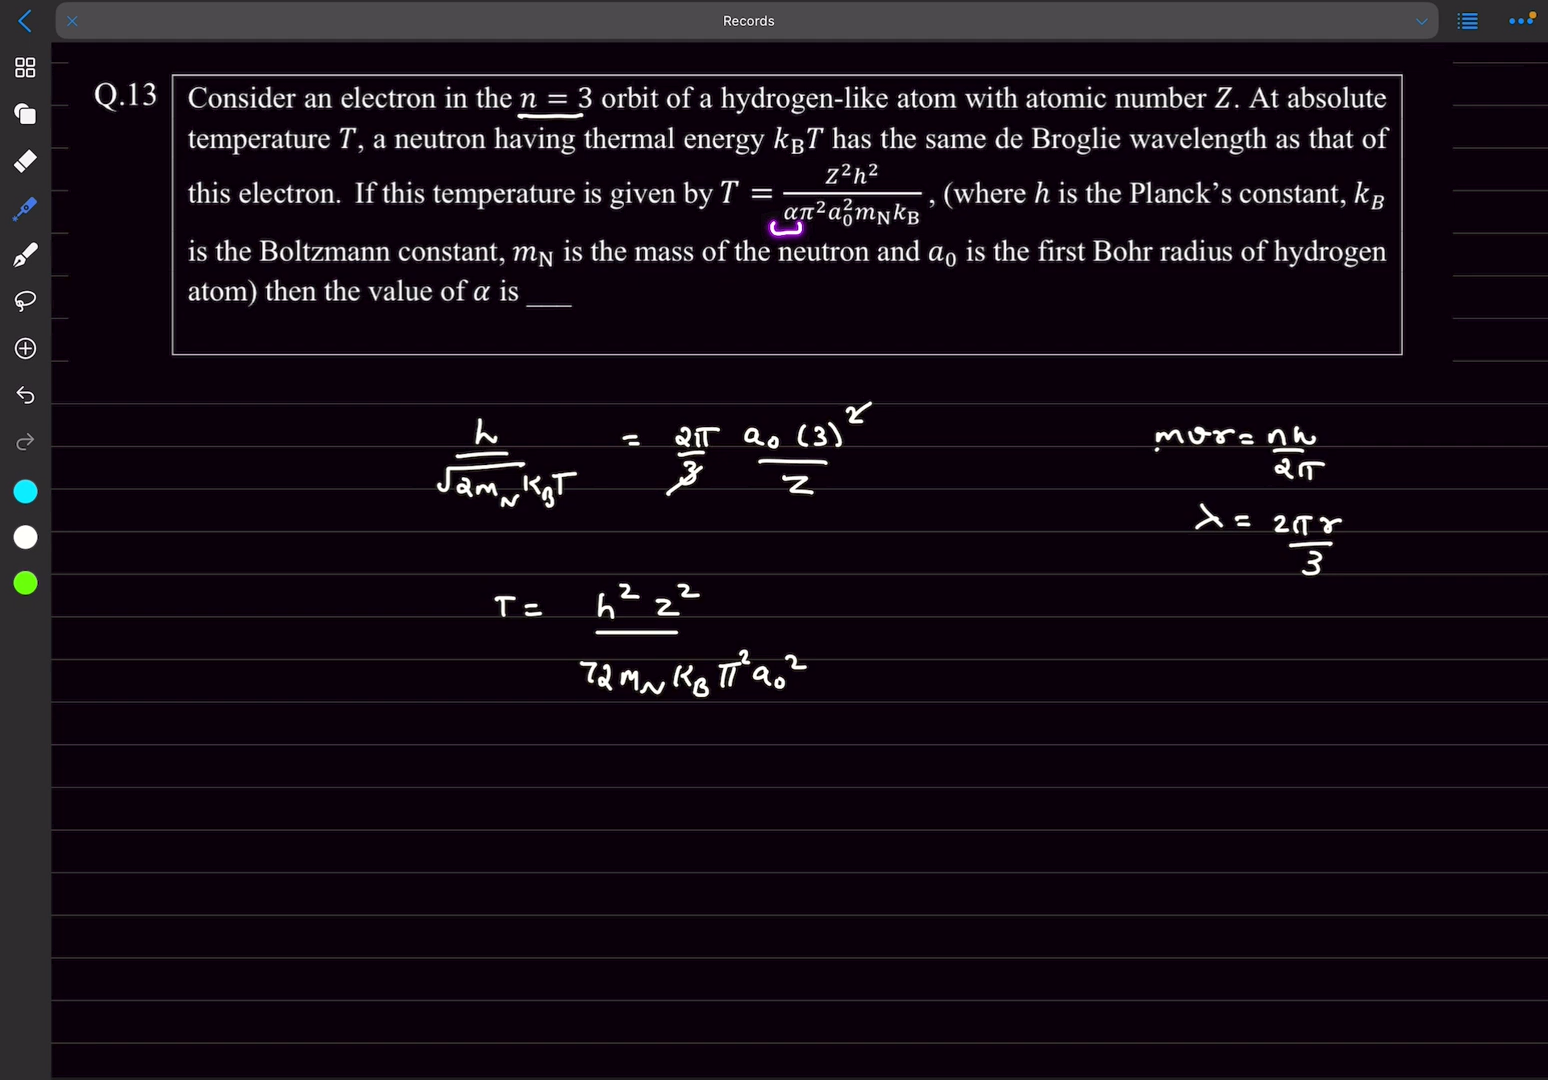 Records
Q.13 Consider an electron in the n = 3 orbit of a hydrogen-like atom with atomic number Z. At absolute
temperature T, a neutron having thermal energy k_BT has the same de Broglie wavelength as that of
this electron. If this temperature is given by T = Z²h² / (απ²a₀²m_Nk_B), (where h is the Planck's constant, k_B
is the Boltzmann constant, m_N is the mass of the neutron and a₀ is the first Bohr radius of hydrogen
atom) then the value of α is ___
h / √2m_N K_BT = 2π/3 a₀ (3)² / Z
mvr = nh / 2π
λ = 2πr / 3
T = h² z² / 72 m_N K_B π² a₀²